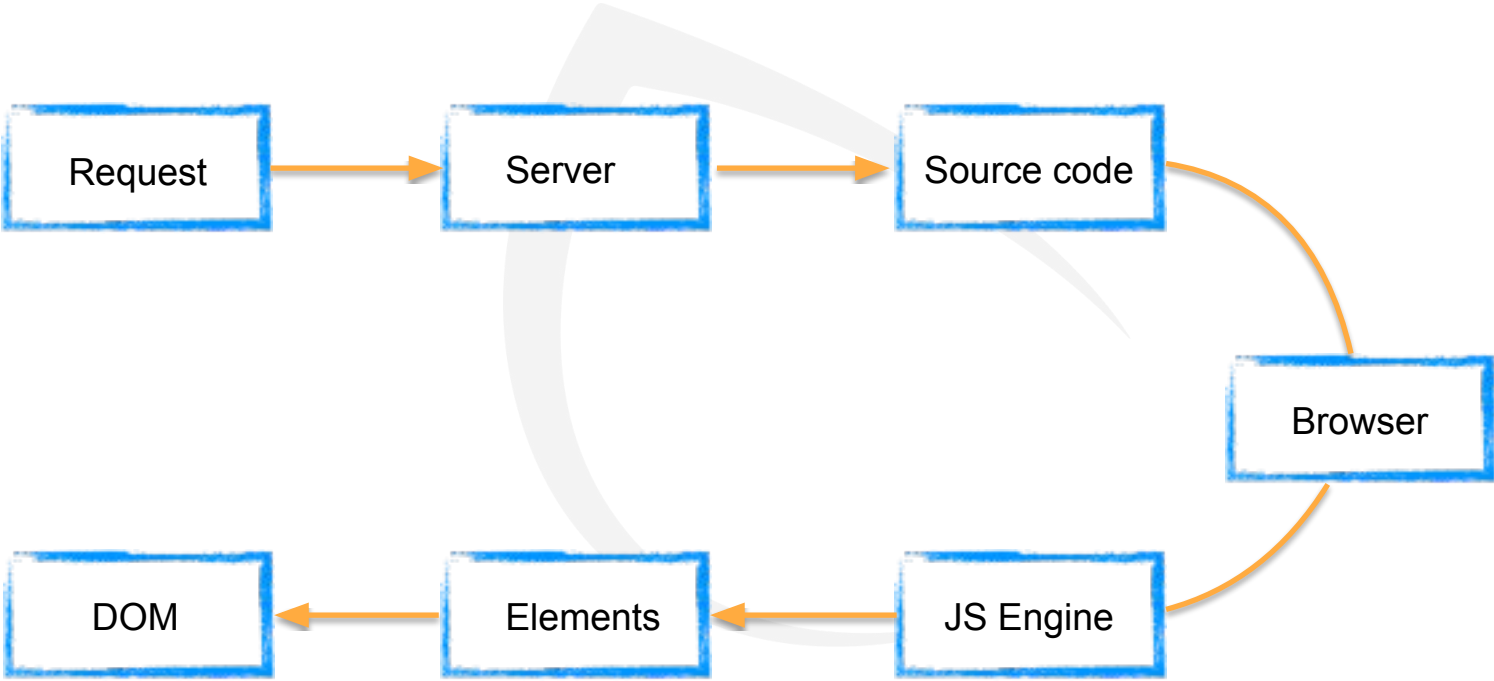 Request
Server
Source code
Browser
JS Engine
Elements
DOM